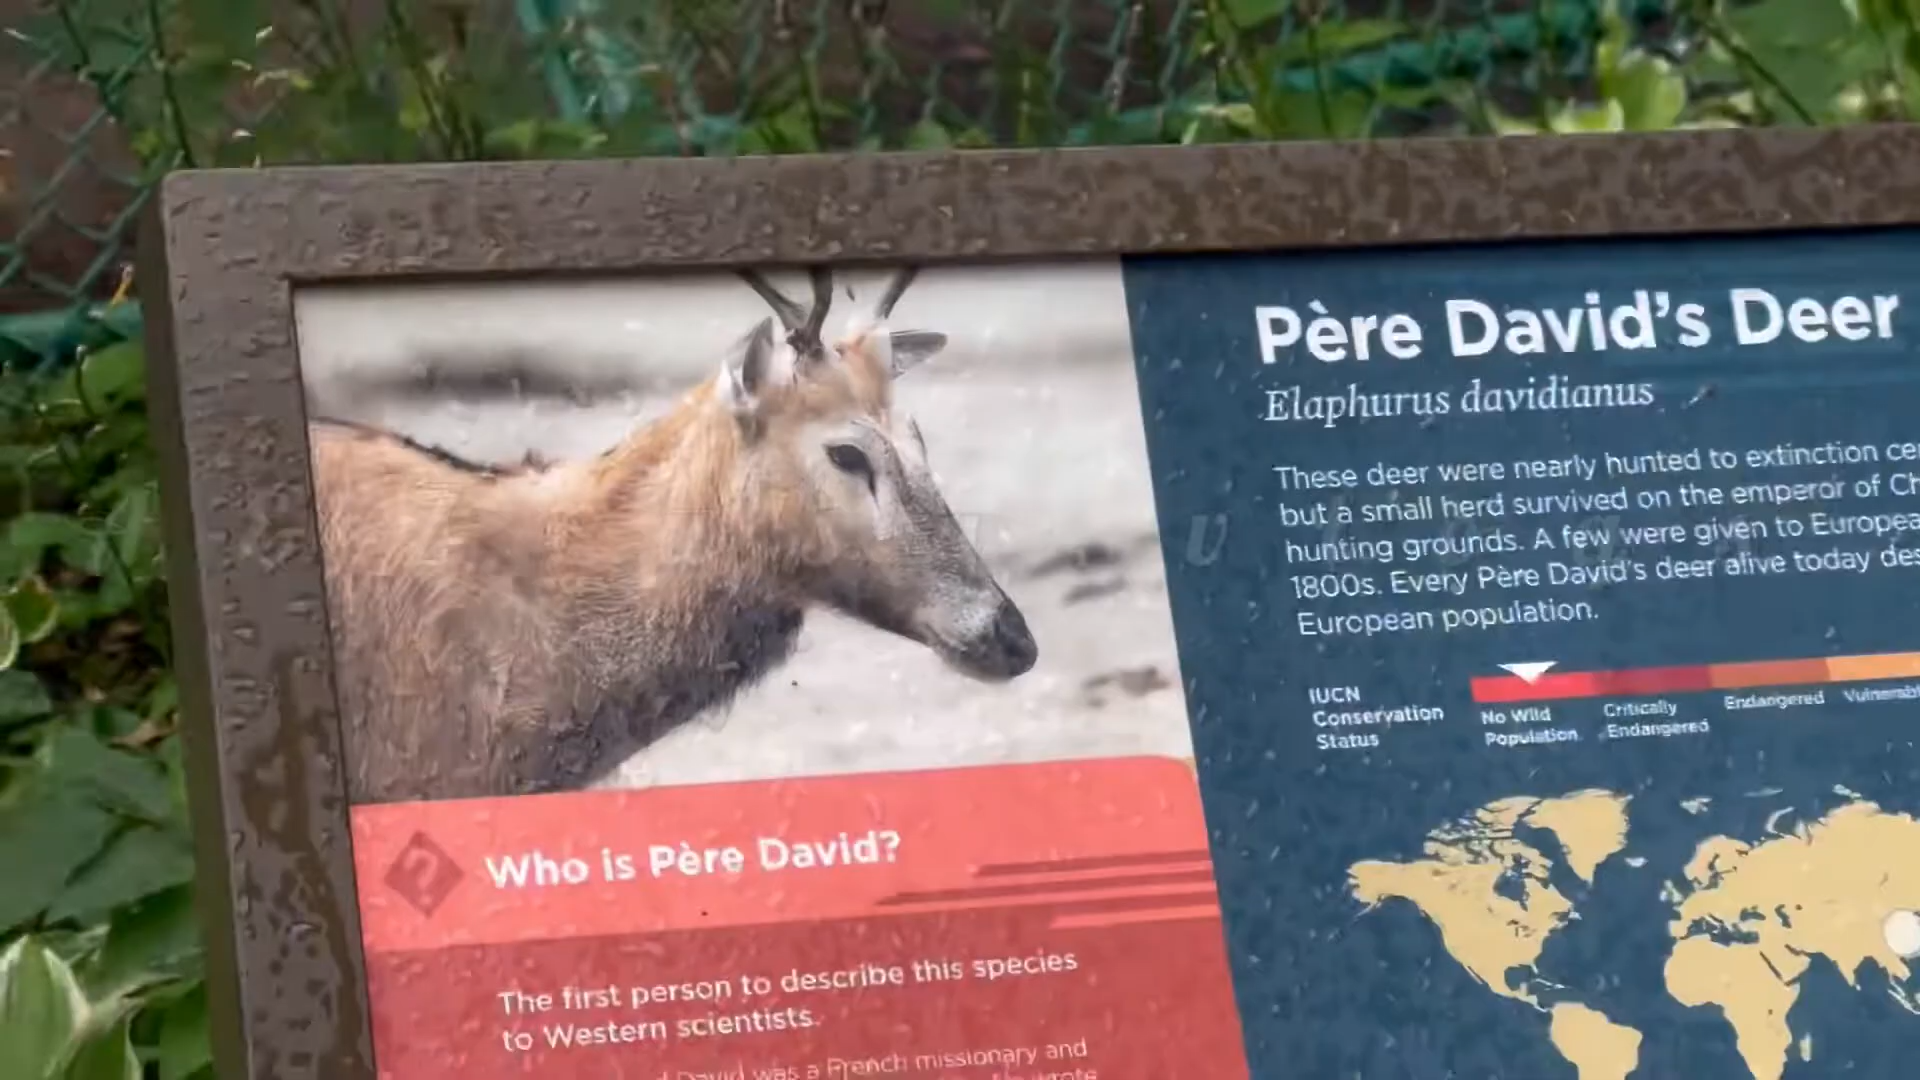 Père David's Deer
Elaphurus davidianus
These deer were nearly hunted to extinction
but a small herd survived on the emperor of
hunting grounds. A few were given to
1800s. Every Père David's deer alive today
European population.
IUCN
Conservation
Status
No Wild
Population
Critically
Endangered
Endangered
Who is Père David?
The first person to describe this species
to Western scientists.
David was a French missionary and
wrote